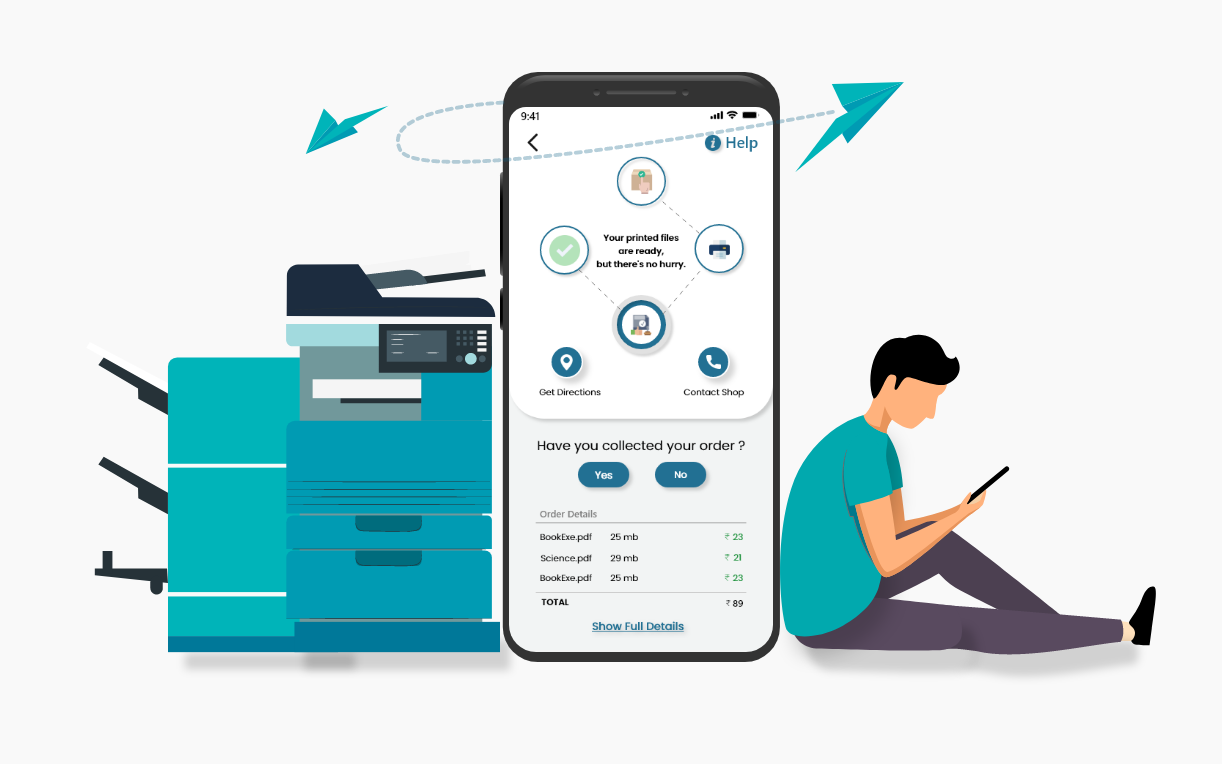 9:41
Help
Your printed files
are ready,
but there's no hurry.
Get Directions
Contact Shop
Have you collected your order ?
Yes
No
Order Details
BookExe.pdf 25 mb ₹ 23
Science.pdf 29 mb ₹ 21
BookExe.pdf 25 mb ₹ 23
TOTAL ₹ 89
Show Full Details